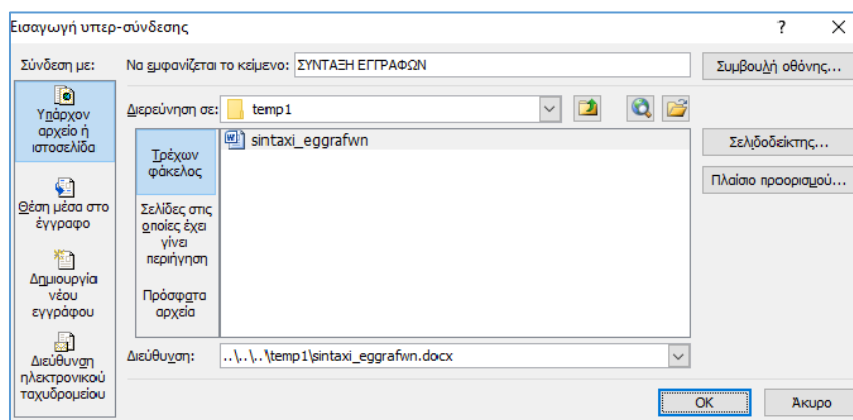 Εισαγωγή υπερ-σύνδεσης
? ×
Σύνδεση με:
Να εμφανίζεται το κείμενο: ΣΥΝΤΑΞΗ ΕΓΓΡΑΦΩΝ
Συμβουλή οθόνης...
Υπάρχον
αρχείο ή
ιστοσελίδα
Θέση μέσα στο
έγγραφο
Δημιουργία
νέου
εγγράφου
Διεύθυνση
ηλεκτρονικού
ταχυδρομείου
Διερεύνηση σε: temp1
Τρέχων
φάκελος
Σελίδες στις
οποίες έχει
γίνει
περιήγηση
Πρόσφατα
αρχεία
sintaxi_eggrafwn
Σελιδοδείκτης...
Πλαίσιο προορισμού...
Διεύθυνση: ..\..\..\temp1\sintaxi_eggrafwn.docx
OK Άκυρο